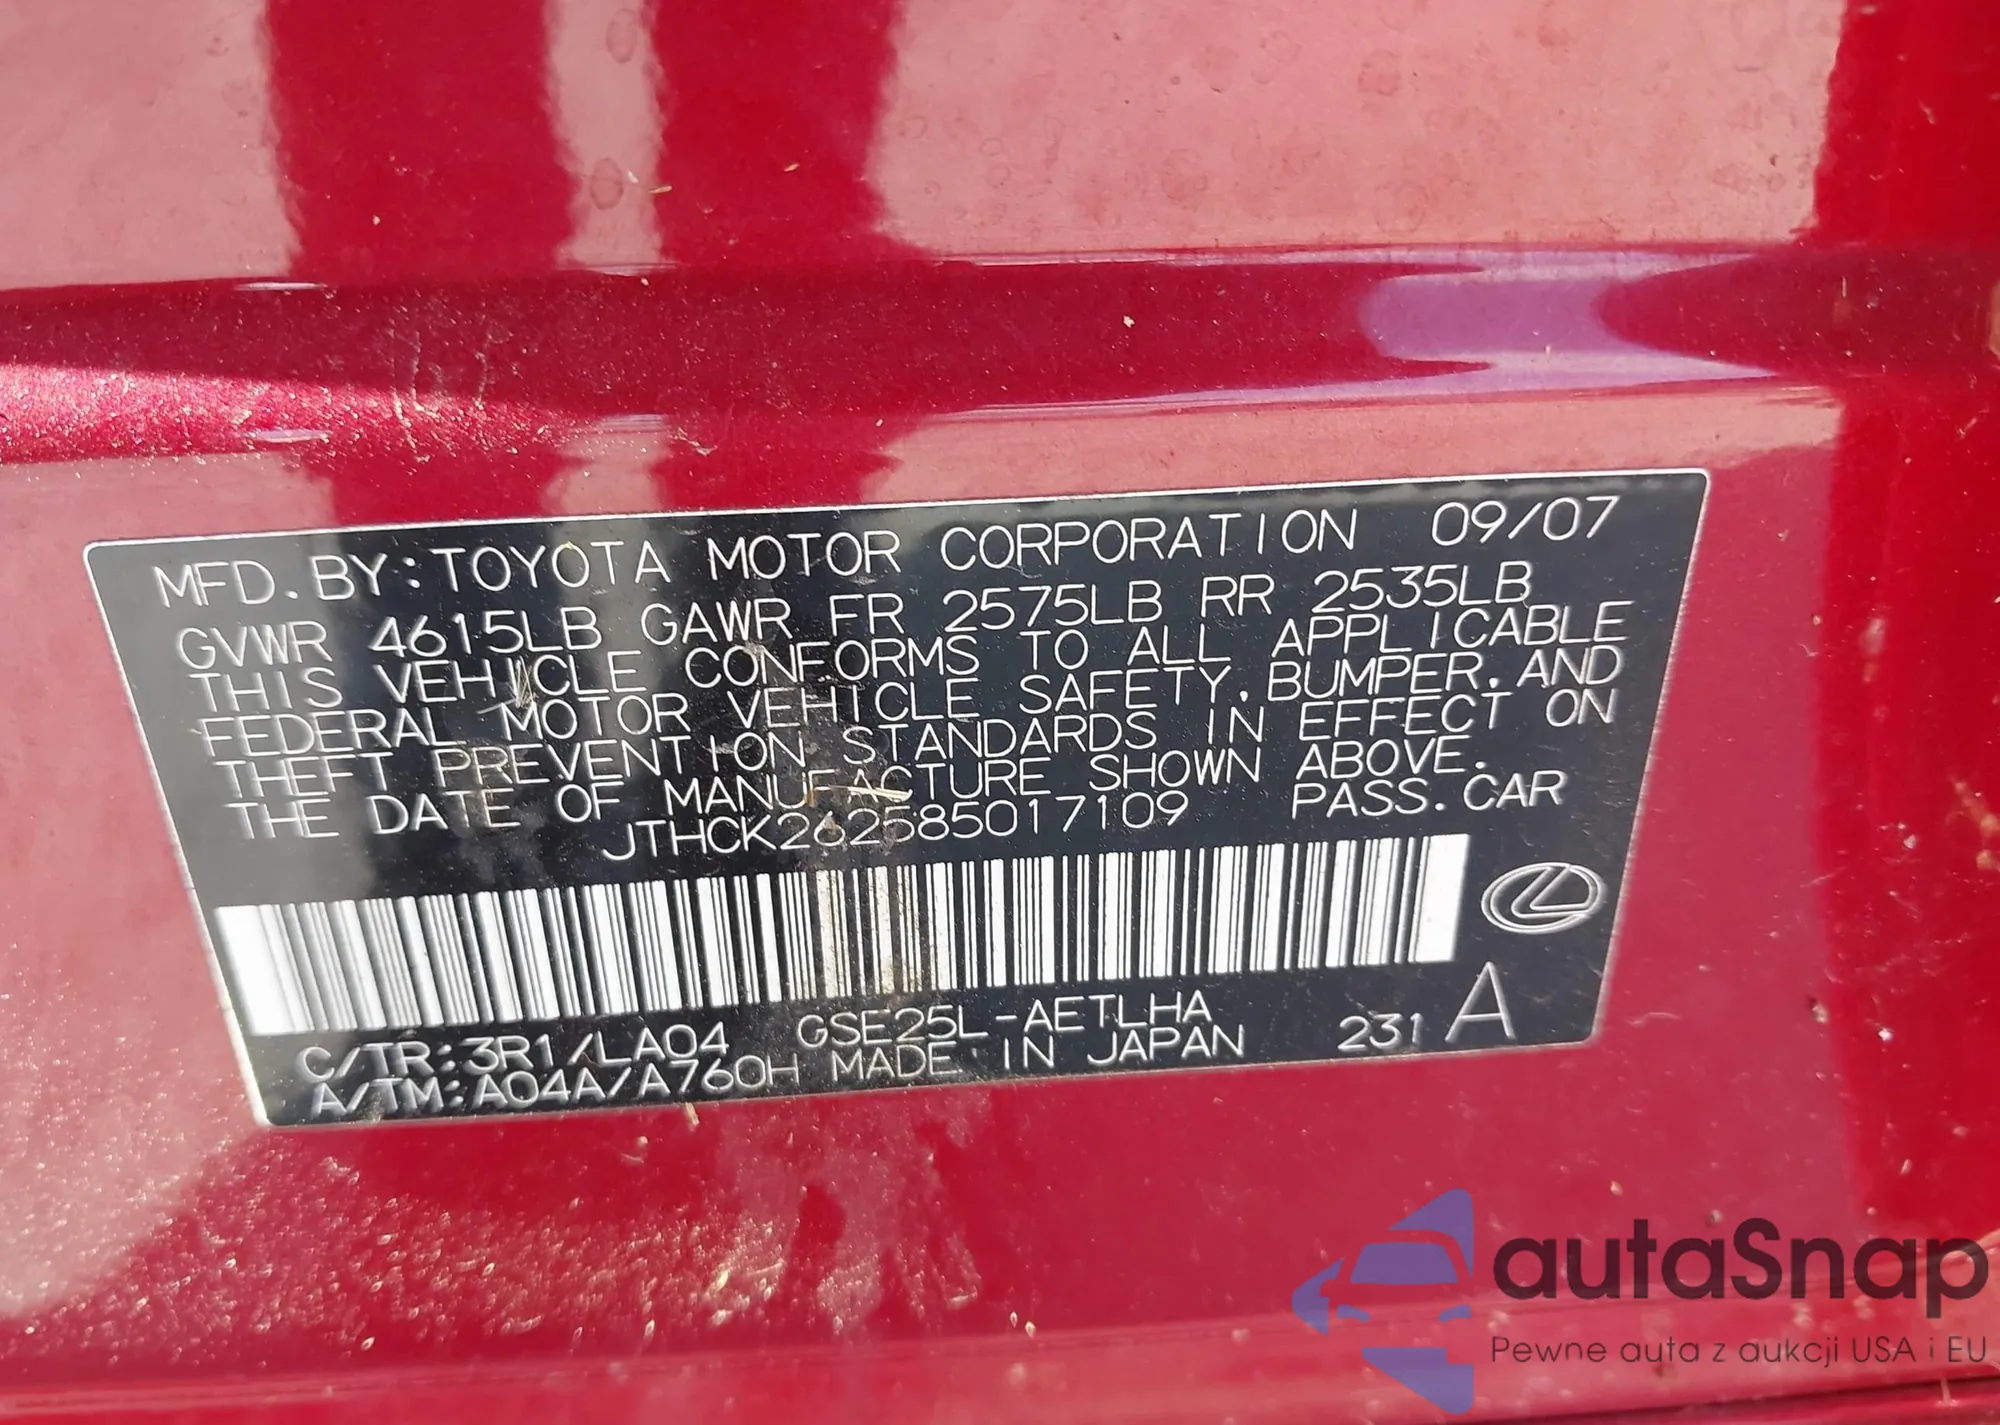 MFD. BY: TOYOTA MOTOR CORPORATION 09/07
GVWR 4615LB GAWR FR 2575LB RR 2535LB
THIS VEHICLE CONFORMS TO ALL APPLICABLE
FEDERAL MOTOR VEHICLE SAFETY, BUMPER, AND
THEFT PREVENTION STANDARDS IN EFFECT ON
THE DATE OF MANUFACTURE SHOWN ABOVE.
JTHCK262585017109 PASS. CAR
C/TR: 3R1/LA04 GSE25L-AETLHA
A/TM: A04A/A760H MADE IN JAPAN 231 A
autaSnap
Pewne auta z aukcji USA i EU